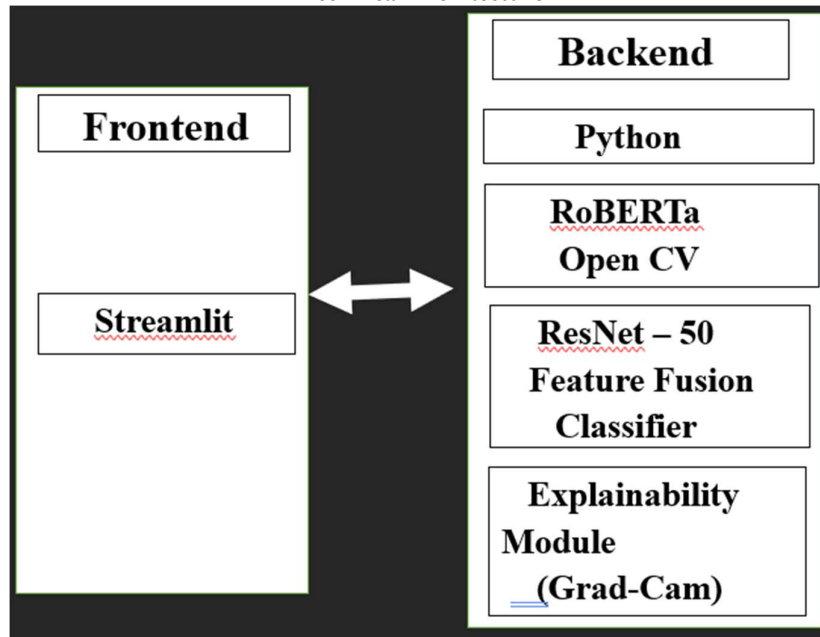 Frontend
Streamlit
Backend
Python
RoBERTa
Open CV
ResNet – 50
Feature Fusion
Classifier
Explainability
Module
(Grad-Cam)